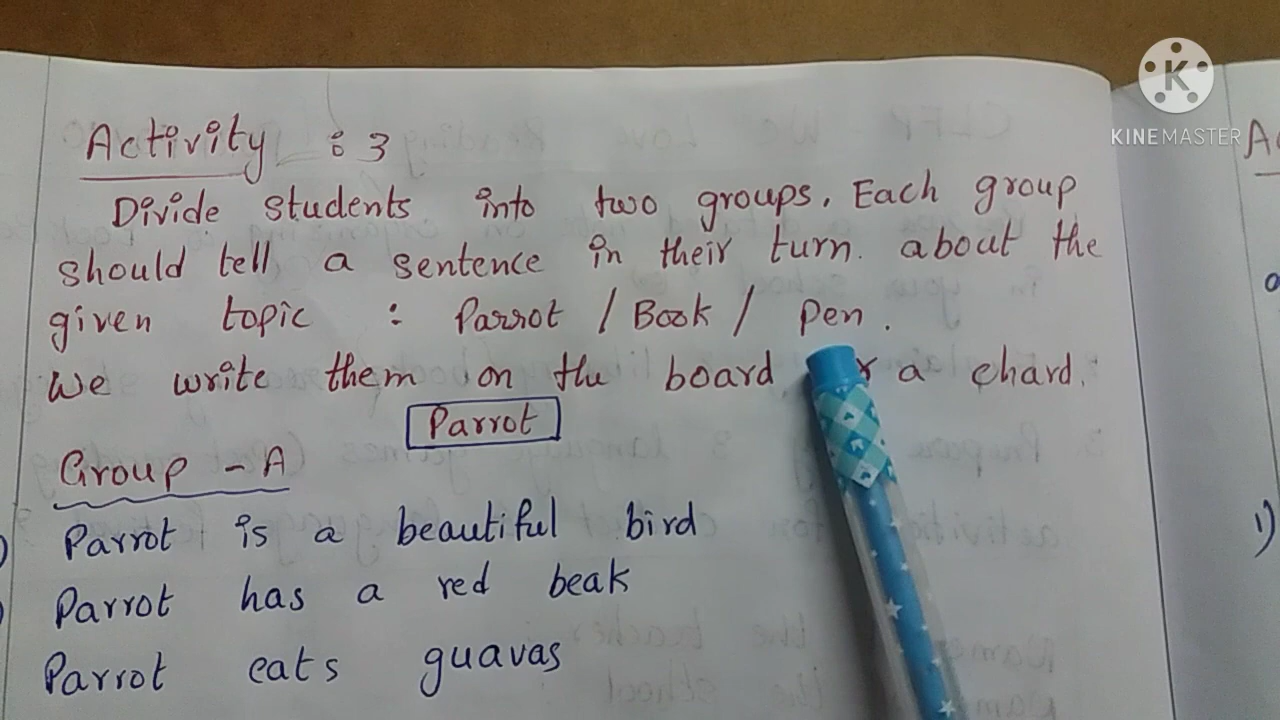 Activity : 3
Divide students into two groups. Each group
should tell a sentence in their turn. about the
given topic : Parrot / Book / Pen.
We write them on the board a chard.
Parrot
Group - A
Parrot is a beautiful bird
Parrot has a red beak
Parrot eats guavas
K
KINEMASTER
1)